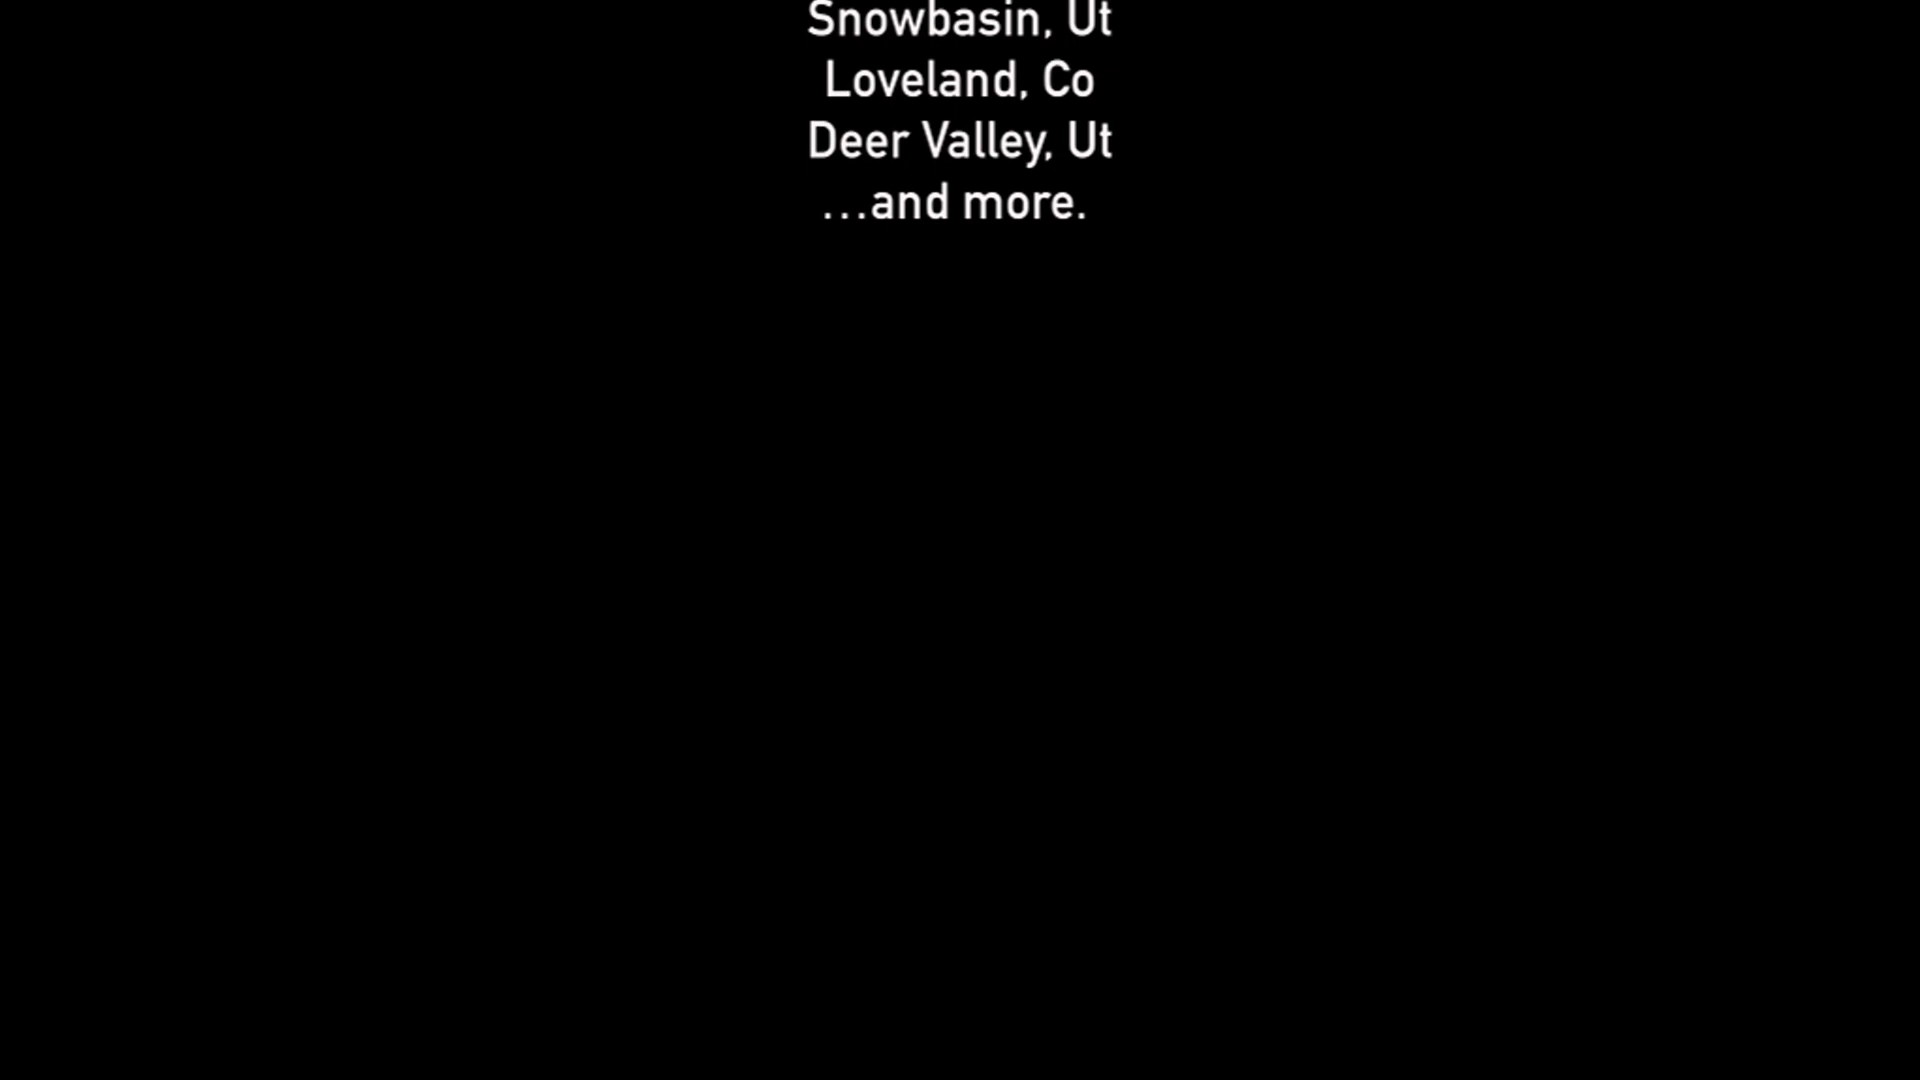 Snowbasin, Ut
Loveland, Co
Deer Valley, Ut
...and more.